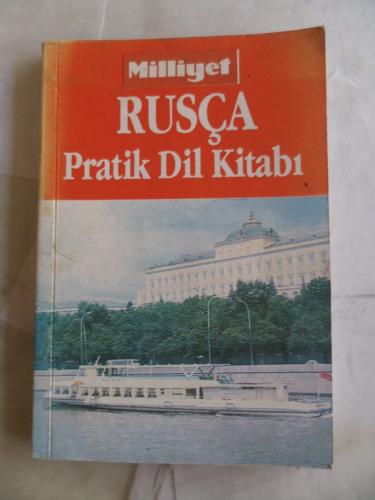 Milliyet
RUSÇA
Pratik Dil Kitabı